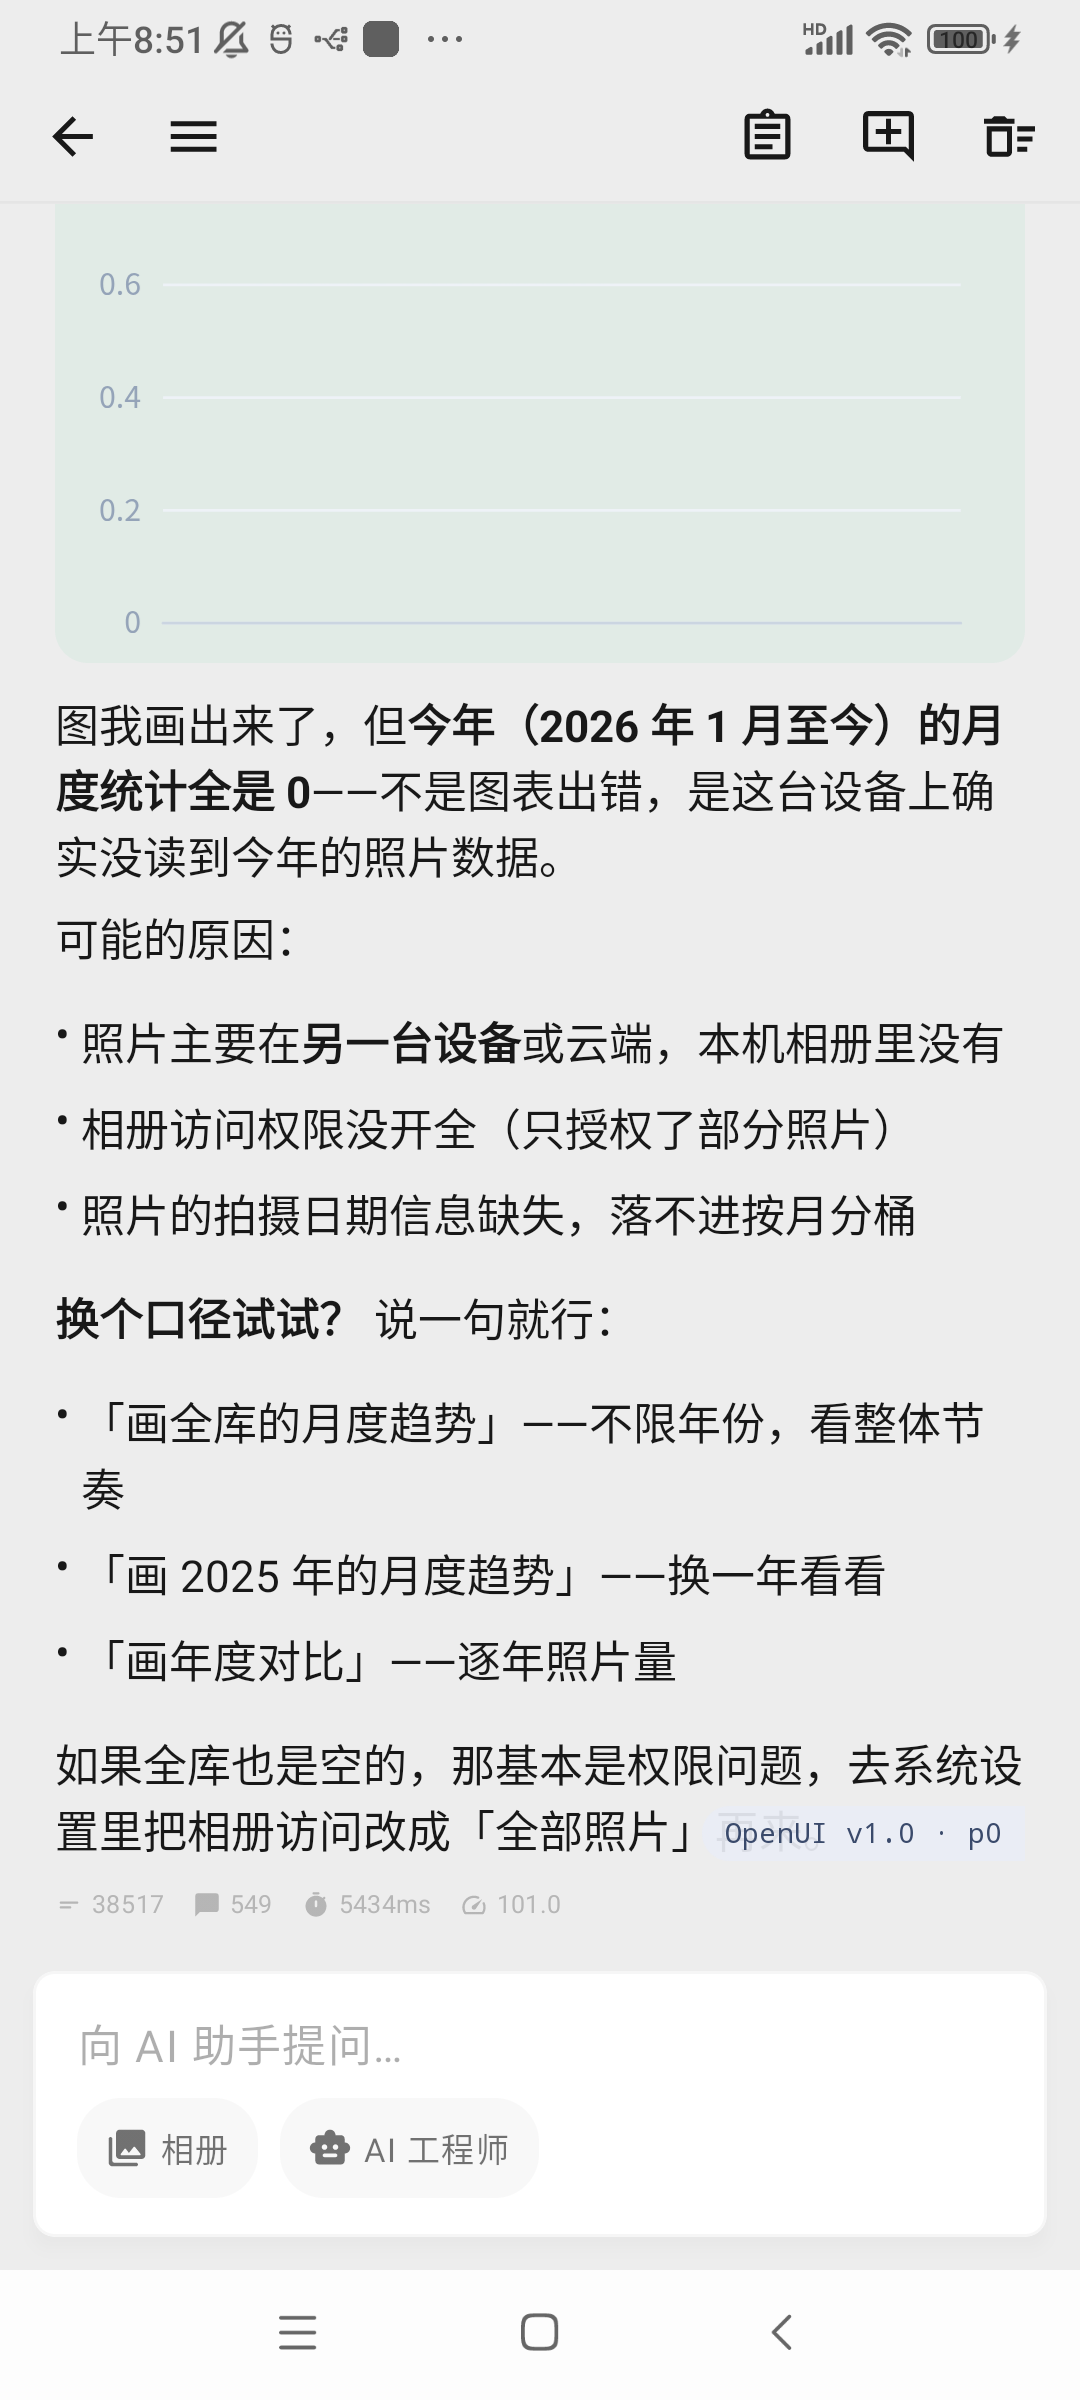 上午8:51
HD
100
0.6
0.4
0.2
0
图我画出来了，但今年（2026 年 1 月至今）的月
度统计全是 0——不是图表出错，是这台设备上确
实没读到今年的照片数据。
可能的原因：
• 照片主要在另一台设备或云端，本机相册里没有
• 相册访问权限没开全（只授权了部分照片）
• 照片的拍摄日期信息缺失，落不进按月分桶
换个口径试试？ 说一句就行：
• 「画全库的月度趋势」——不限年份，看整体节
奏
• 「画 2025 年的月度趋势」——换一年看看
• 「画年度对比」——逐年照片量
如果全库也是空的，那基本是权限问题，去系统设
置里把相册访问改成「全部照片」再来。
OpenUI v1.0 · p0
38517 549 5434ms 101.0
向 AI 助手提问…
相册 AI 工程师